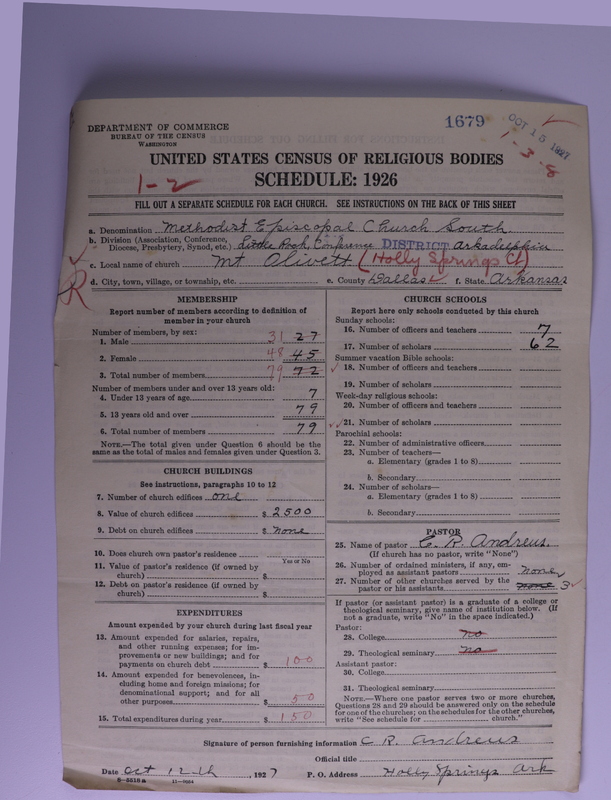 1679
OCT 15 1927
1-3-8
DEPARTMENT OF COMMERCE
BUREAU OF THE CENSUS
WASHINGTON
UNITED STATES CENSUS OF RELIGIOUS BODIES
1-2
SCHEDULE: 1926
FILL OUT A SEPARATE SCHEDULE FOR EACH CHURCH. SEE INSTRUCTIONS ON THE BACK OF THIS SHEET
a. Denomination Methodist Episcopal Church South
b. Division (Association, Conference,
Diocese, Presbytery, Synod, etc.) Little Rock Conference DISTRICT Arkadelphia
c. Local name of church Mt Olivett (Holly Springs Ct)
R
d. City, town, village, or township, etc. e. County Dallas f. State Arkansas
MEMBERSHIP
Report number of members according to definition of
member in your church
Number of members, by sex:
1. Male 31 27
2. Female 48 45
3. Total number of members 79 72
Number of members under and over 13 years old:
4. Under 13 years of age 7
5. 13 years old and over 79
6. Total number of members 79
NOTE.—The total given under Question 6 should be
same as the total of males and females given under Question 3.
CHURCH BUILDINGS
See instructions, paragraphs 10 to 12
7. Number of church edifices one
8. Value of church edifices $ 2500
9. Debt on church edifices $ none
10. Does church own pastor's residence
Yes or No
11. Value of pastor's residence (if owned by
church) $
12. Debt on pastor's residence (if owned by
church) $
EXPENDITURES
Amount expended by your church during last fiscal year
13. Amount expended for salaries, repairs,
and other running expenses; for im-
provements or new buildings; and for
payments on church debt $ 100
14. Amount expended for benevolences, in-
cluding home and foreign missions; for
denominational support; and for all
other purposes $ 50
15. Total expenditures during year $ 150
CHURCH SCHOOLS
Report here only schools conducted by this church
Sunday schools:
16. Number of officers and teachers 7
17. Number of scholars 62
Summer vacation Bible schools:
18. Number of officers and teachers
19. Number of scholars
Week-day religious schools:
20. Number of officers and teachers
21. Number of scholars
Parochial schools:
22. Number of administrative officers
23. Number of teachers—
a. Elementary (grades 1 to 8)
b. Secondary
24. Number of scholars—
a. Elementary (grades 1 to 8)
b. Secondary
PASTOR
25. Name of pastor C. R. Andrews.
(If church has no pastor, write "None")
26. Number of ordained ministers, if any, em-
ployed as assistant pastors none
27. Number of other churches served by the
pastor or his assistants none 3
If pastor (or assistant pastor) is a graduate of a college or
theological seminary, give name of institution below. (If
not a graduate, write "No" in the space indicated.)
Pastor:
28. College no
29. Theological seminary no
Assistant pastor:
30. College
31. Theological seminary
NOTE.—Where one pastor serves two or more churches,
Questions 28 and 29 should be answered only on the schedule
for one of the churches; on the schedules for the other churches,
write "See schedule for church."
Signature of person furnishing information C. R. Andrews
Official title
Date Oct 12th, 1927 P. O. Address Holly Springs Ark
8-5516a 11-9954